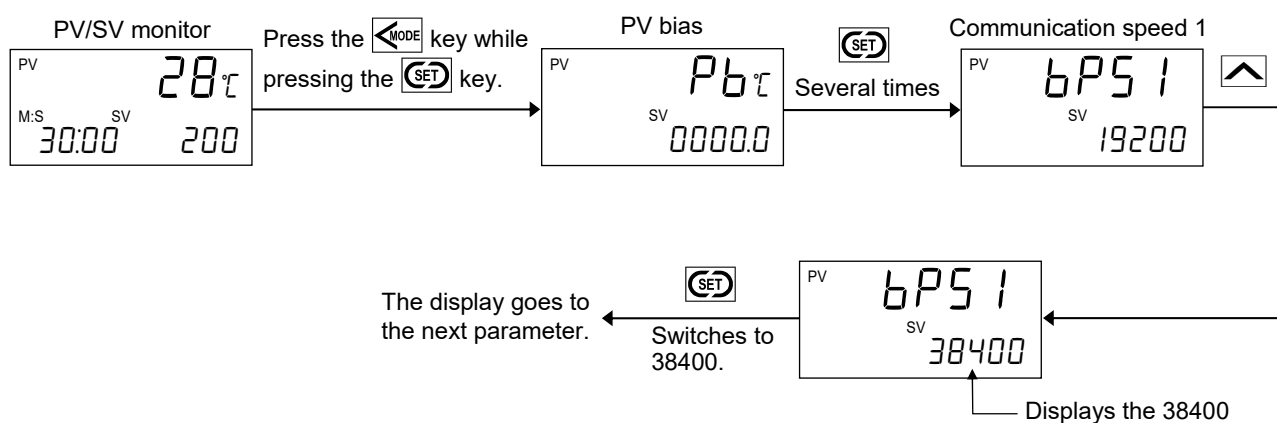 PV/SV monitor
Press the <MODE key while
pressing the SET key.
PV bias
SET
Several times
Communication speed 1
PV
28℃
M:S SV
30:00 200
PV
Pb℃
SV
0000.0
PV
bPS1
SV
19200
The display goes to
the next parameter.
SET
Switches to
38400.
PV
bPS1
SV
38400
Displays the 38400